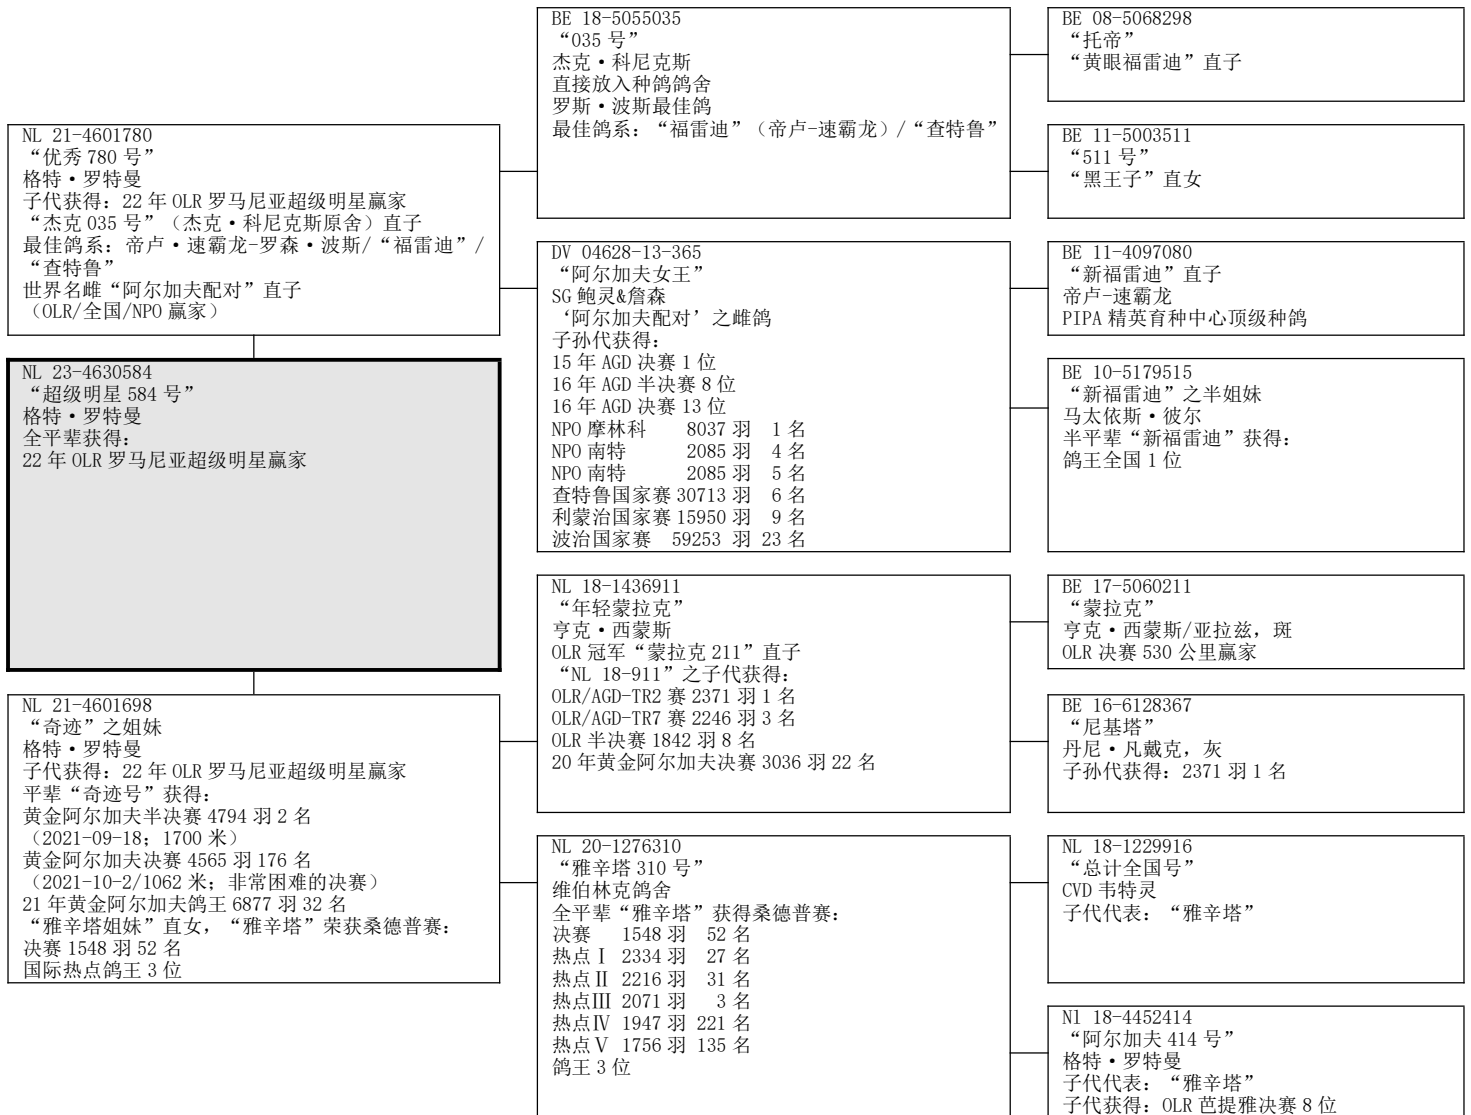 NL 21-4601780
“优秀 780 号”
格特·罗特曼
子代获得：22 年 OLR 罗马尼亚超级明星赢家
“杰克 035 号”（杰克·科尼克斯原舍）直子
最佳鸽系：帝卢·速霸龙-罗森·波斯/“福雷迪”/
“查特鲁”
世界名雌“阿尔加夫配对”直子
（OLR/全国/NPO 赢家）
NL 23-4630584
“超级明星 584 号”
格特·罗特曼
全平辈获得：
22 年 OLR 罗马尼亚超级明星赢家
NL 21-4601698
“奇迹”之姐妹
格特·罗特曼
子代获得：22 年 OLR 罗马尼亚超级明星赢家
平辈“奇迹号”获得：
黄金阿尔加夫半决赛 4794 羽 2 名
（2021-09-18；1700 米）
黄金阿尔加夫决赛 4565 羽 176 名
（2021-10-2/1062 米；非常困难的决赛）
21 年黄金阿尔加夫鸽王 6877 羽 32 名
“雅辛塔姐妹”直女，“雅辛塔”荣获桑德普赛：
决赛 1548 羽 52 名
国际热点鸽王 3 位
BE 18-5055035
“035 号”
杰克·科尼克斯
直接放入种鸽鸽舍
罗斯·波斯最佳鸽
最佳鸽系：“福雷迪”（帝卢-速霸龙）/“查特鲁”
DV 04628-13-365
“阿尔加夫女王”
SG 鲍灵&詹森
‘阿尔加夫配对’之雌鸽
子孙代获得：
15 年 AGD 决赛 1 位
16 年 AGD 半决赛 8 位
16 年 AGD 决赛 13 位
NPO 摩林科 8037 羽 1 名
NPO 南特 2085 羽 4 名
NPO 南特 2085 羽 5 名
查特鲁国家赛 30713 羽 6 名
利蒙治国家赛 15950 羽 9 名
波治国家赛 59253 羽 23 名
NL 18-1436911
“年轻蒙拉克”
亨克·西蒙斯
OLR 冠军“蒙拉克 211”直子
“NL 18-911”之子代获得：
OLR/AGD-TR2 赛 2371 羽 1 名
OLR/AGD-TR7 赛 2246 羽 3 名
OLR 半决赛 1842 羽 8 名
20 年黄金阿尔加夫决赛 3036 羽 22 名
NL 20-1276310
“雅辛塔 310 号”
维伯林克鸽舍
全平辈“雅辛塔”获得桑德普赛：
决赛 1548 羽 52 名
热点Ⅰ 2334 羽 27 名
热点Ⅱ 2216 羽 31 名
热点Ⅲ 2071 羽 3 名
热点Ⅳ 1947 羽 221 名
热点Ⅴ 1756 羽 135 名
鸽王 3 位
BE 08-5068298
“托帝”
“黄眼福雷迪”直子
BE 11-5003511
“511 号”
“黑王子”直女
BE 11-4097080
“新福雷迪”直子
帝卢-速霸龙
PIPA 精英育种中心顶级种鸽
BE 10-5179515
“新福雷迪”之半姐妹
马太依斯·彼尔
半平辈“新福雷迪”获得：
鸽王全国 1 位
BE 17-5060211
“蒙拉克”
亨克·西蒙斯/亚拉兹，斑
OLR 决赛 530 公里赢家
BE 16-6128367
“尼基塔”
丹尼·凡戴克，灰
子孙代获得：2371 羽 1 名
NL 18-1229916
“总计全国号”
CVD 韦特灵
子代代表：“雅辛塔”
Nl 18-4452414
“阿尔加夫 414 号”
格特·罗特曼
子代代表：“雅辛塔”
子代获得：OLR 芭提雅决赛 8 位